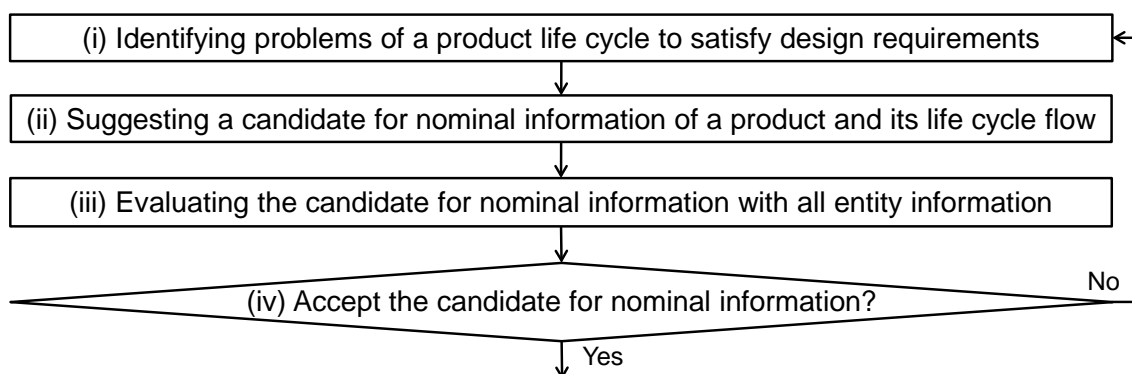 (i) Identifying problems of a product life cycle to satisfy design requirements
(ii) Suggesting a candidate for nominal information of a product and its life cycle flow
(iii) Evaluating the candidate for nominal information with all entity information
(iv) Accept the candidate for nominal information?
No
Yes